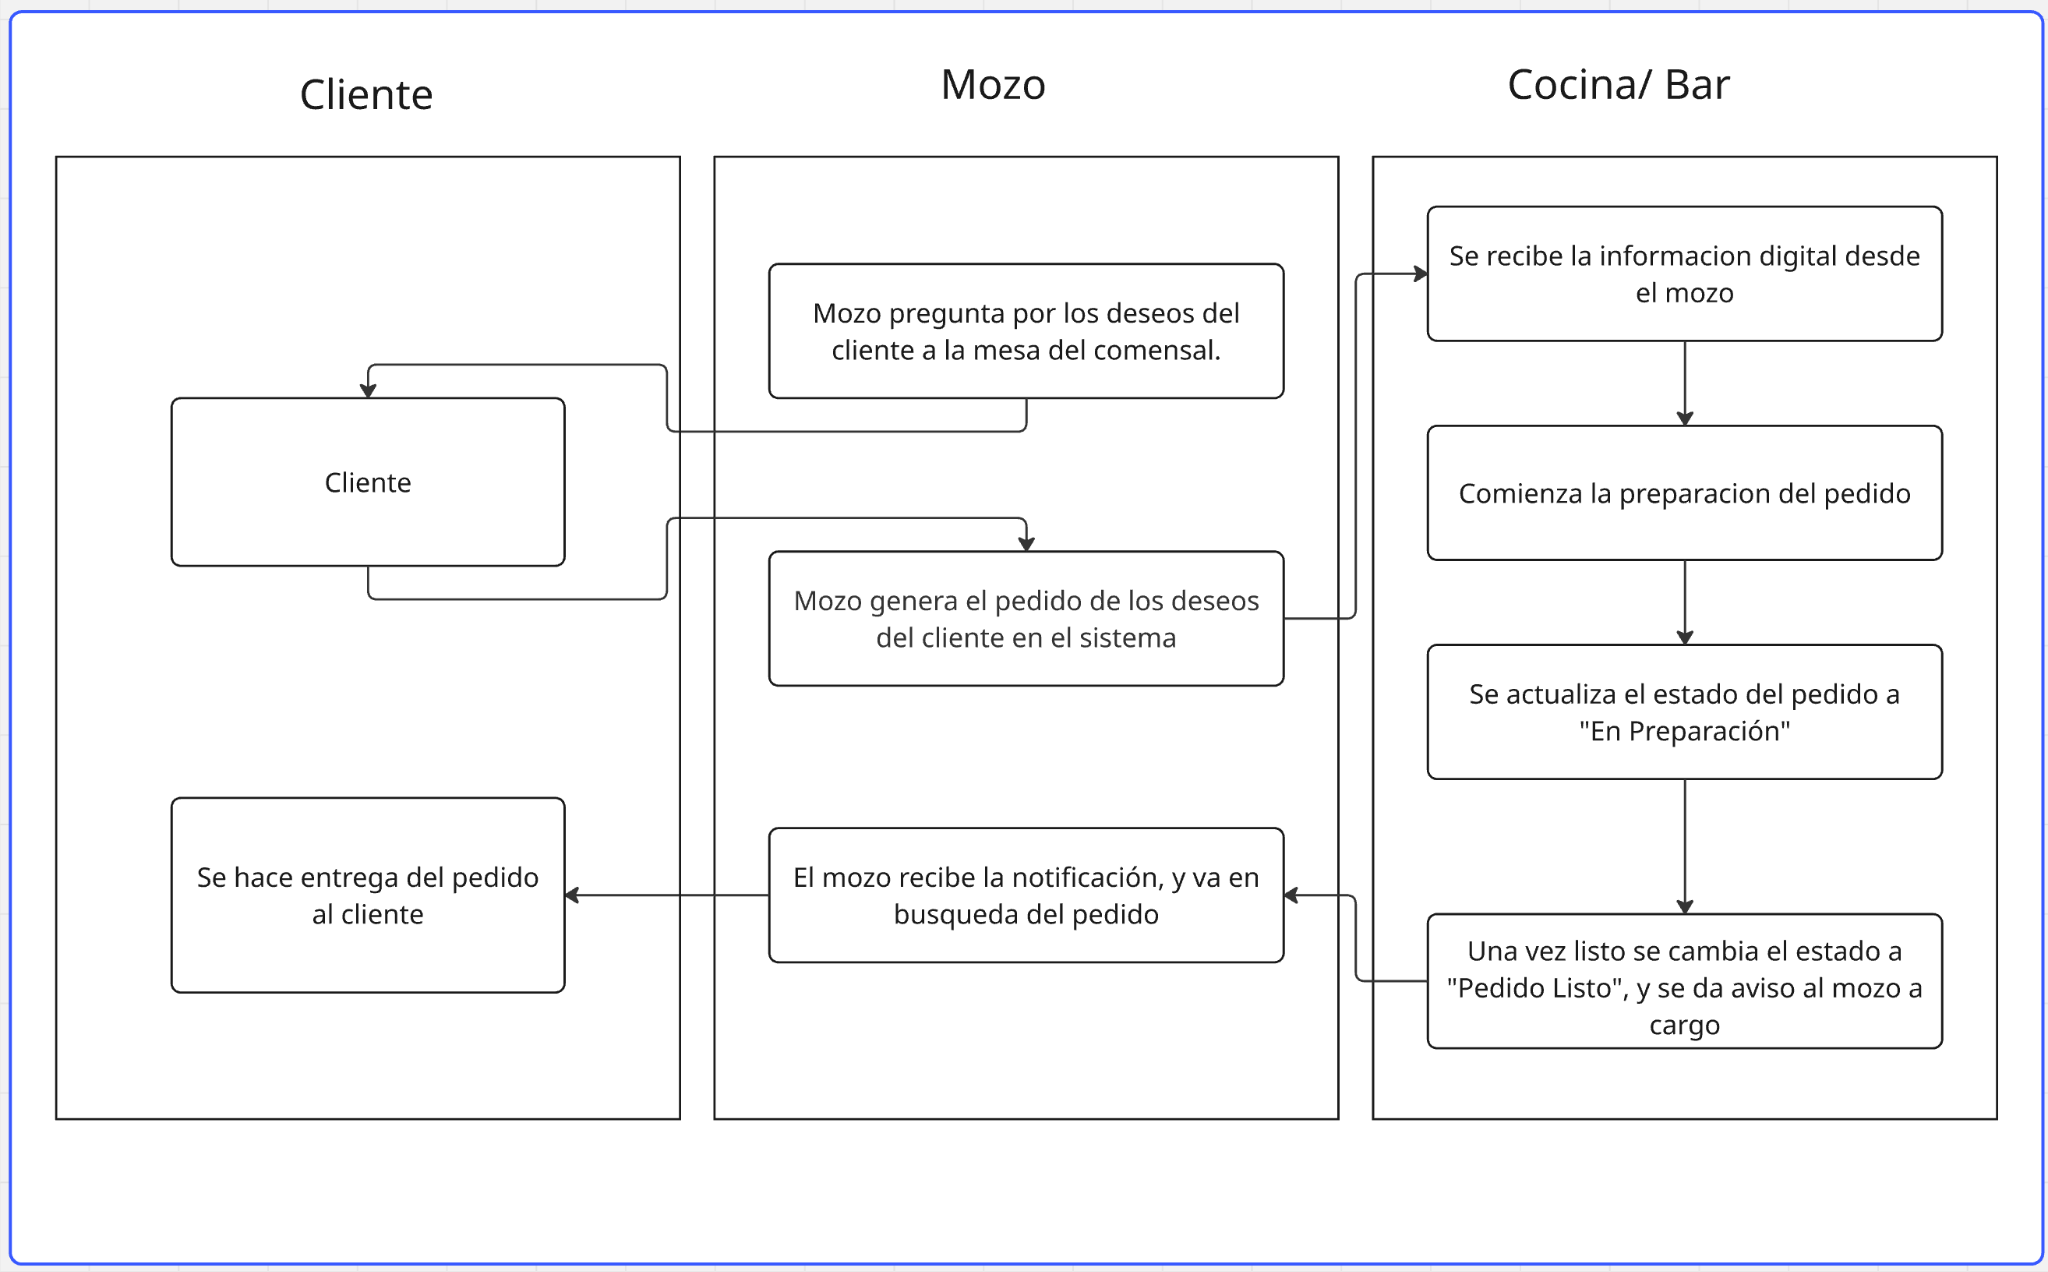 Cliente
Mozo
Cocina/ Bar
Mozo pregunta por los deseos del
cliente a la mesa del comensal.
Cliente
Mozo genera el pedido de los deseos
del cliente en el sistema
Se recibe la informacion digital desde
el mozo
Comienza la preparacion del pedido
Se actualiza el estado del pedido a
"En Preparación"
Una vez listo se cambia el estado a
"Pedido Listo", y se da aviso al mozo a
cargo
El mozo recibe la notificación, y va en
busqueda del pedido
Se hace entrega del pedido
al cliente